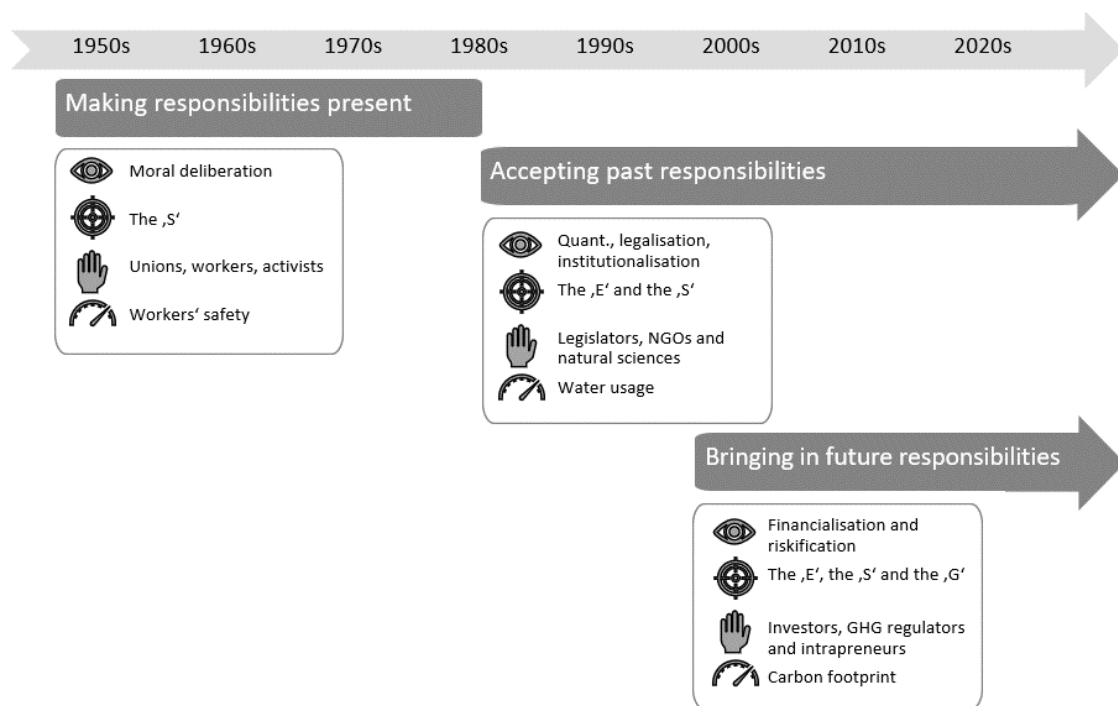 1950s 1960s 1970s 1980s 1990s 2000s 2010s 2020s
Making responsibilities present
Moral deliberation
The ‚S‘
Unions, workers, activists
Workers‘ safety
Accepting past responsibilities
Quant., legalisation,
institutionalisation
The ‚E‘ and the ‚S‘
Legislators, NGOs and
natural sciences
Water usage
Bringing in future responsibilities
Financialisation and
riskification
The ‚E‘, the ‚S‘ and the ‚G‘
Investors, GHG regulators
and intrapreneurs
Carbon footprint